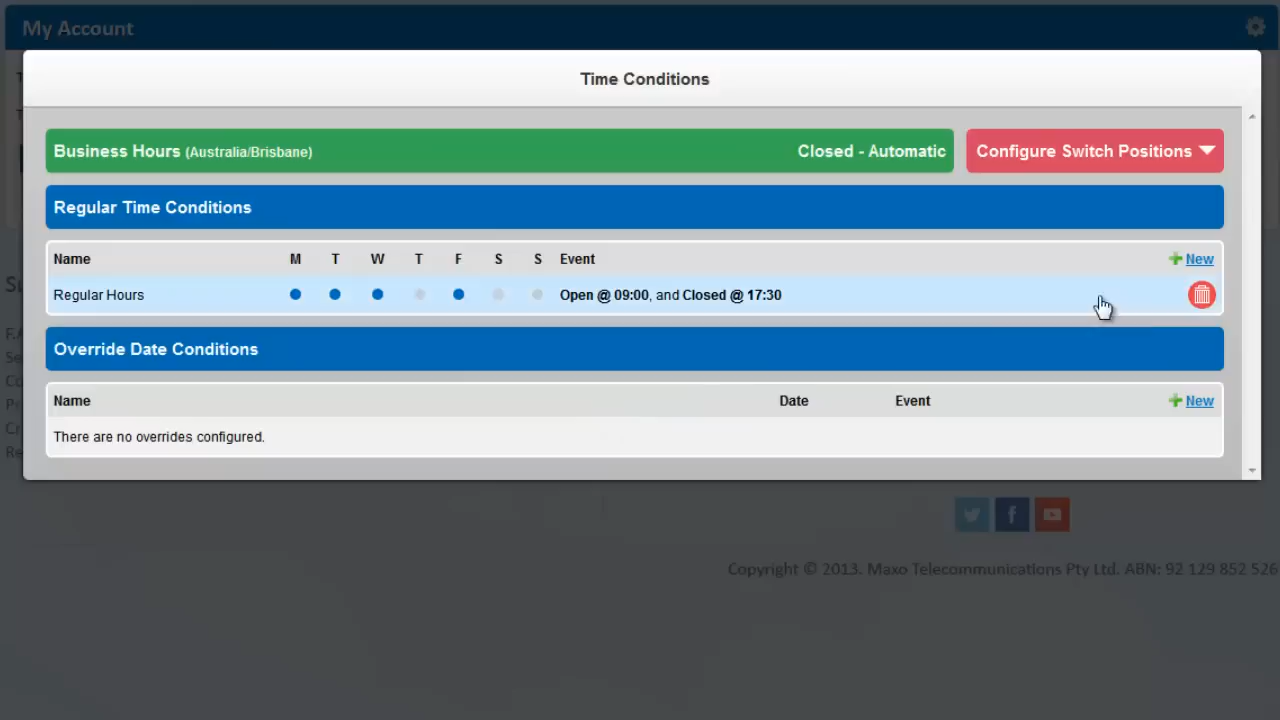 My Account
Time Conditions
Business Hours (Australia/Brisbane) Closed - Automatic Configure Switch Positions
Regular Time Conditions
Name M T W T F S S Event New
Regular Hours Open @ 09:00, and Closed @ 17:30
Override Date Conditions
Name Date Event New
There are no overrides configured.
Copyright © 2013. Maxo Telecommunications Pty Ltd. ABN: 92 129 852 526